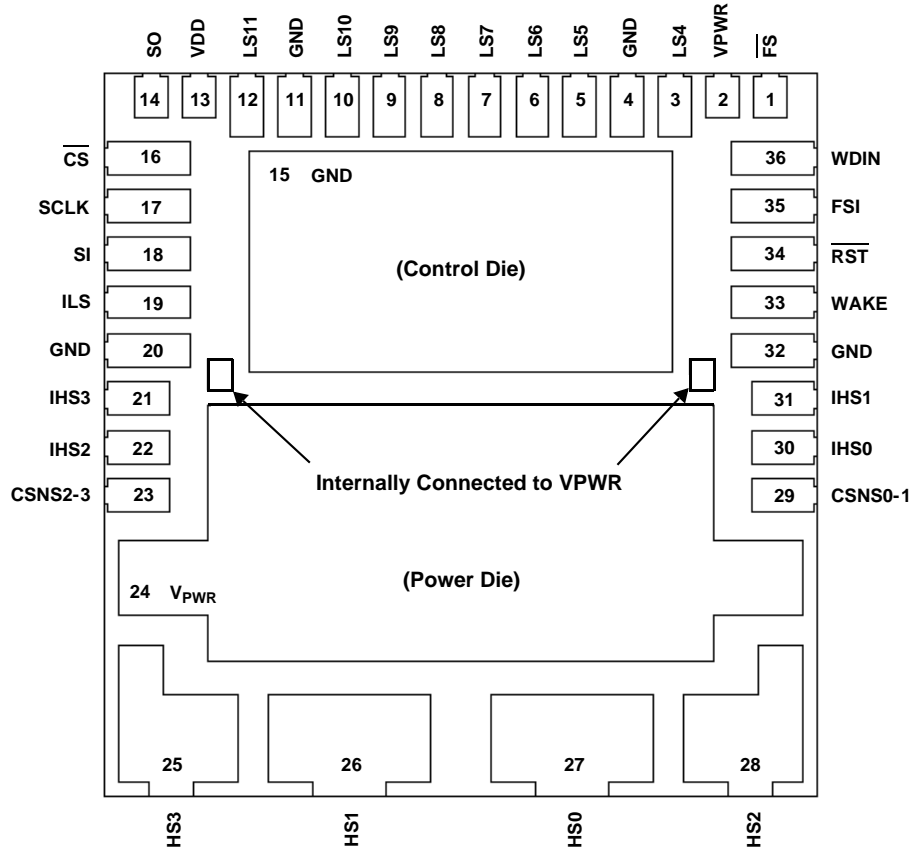 SO
VDD
LS11
GND
LS10
LS9
LS8
LS7
LS6
LS5
GND
LS4
VPWR
F̅S̅
14
13
12
11
10
9
8
7
6
5
4
3
2
1
C̅S̅ 16
36 WDIN
15 GND
SCLK 17
35 FSI
SI 18
34 R̅S̅T̅
(Control Die)
ILS 19
33 WAKE
GND 20
32 GND
IHS3 21
31 IHS1
IHS2 22
30 IHS0
Internally Connected to VPWR
CSNS2-3 23
29 CSNS0-1
(Power Die)
24 VPWR
25
26
27
28
HS3
HS1
HS0
HS2